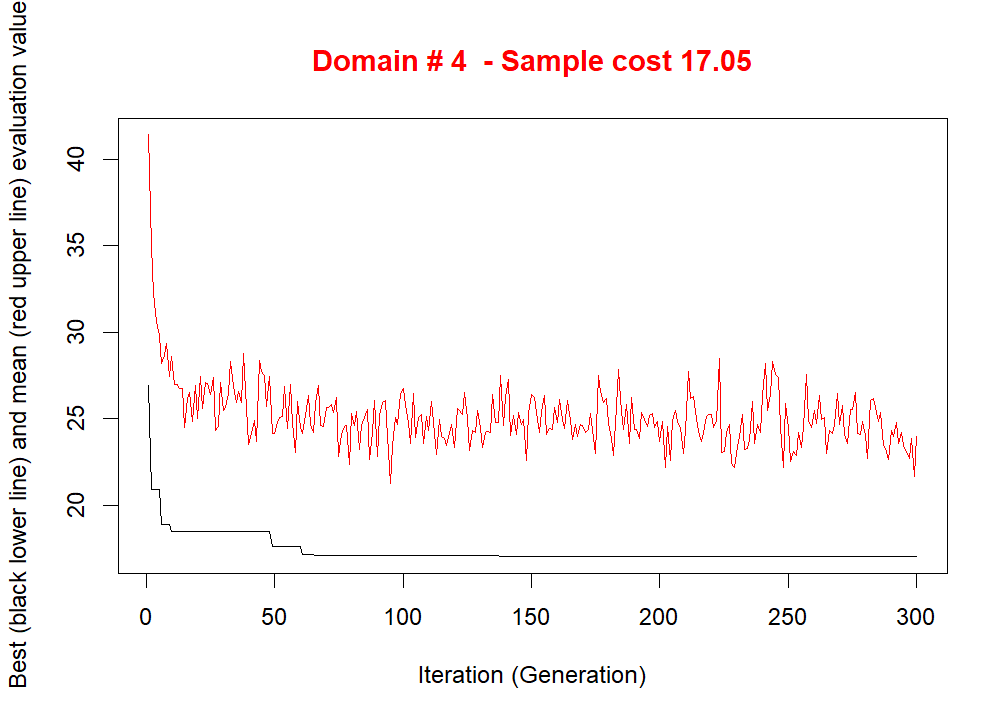 Domain # 4  - Sample cost 17.05
Best (black lower line) and mean (red upper line) evaluation value
40
35
30
25
20
0 50 100 150 200 250 300
Iteration (Generation)